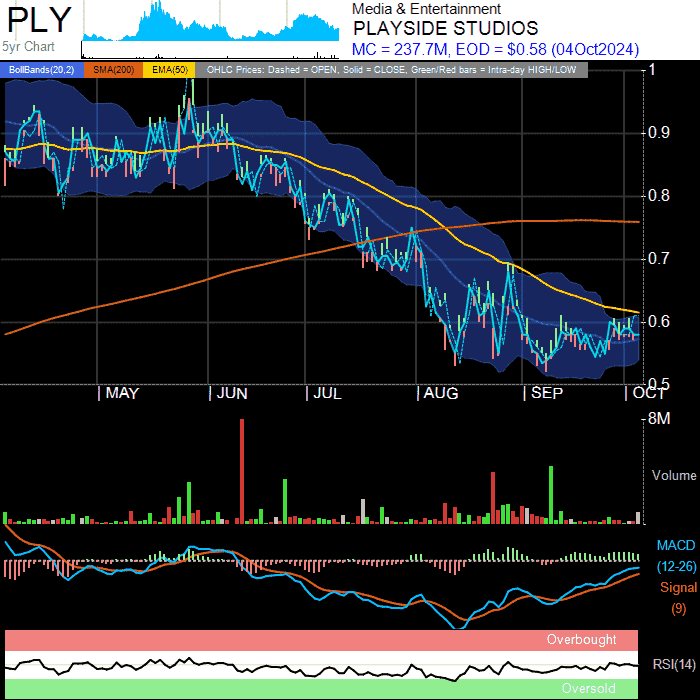 PLY
5yr Chart
Media & Entertainment
PLAYSIDE STUDIOS
MC = 237.7M, EOD = $0.58 (04Oct2024)
BollBands(20,2) SMA(200) EMA(50) OHLC Prices: Dashed = OPEN, Solid = CLOSE, Green/Red bars = Intra-day HIGH/LOW
1
0.9
0.8
0.7
0.6
0.5
MAY JUN JUL AUG SEP OCT
8M
Volume
MACD
(12-26)
Signal
(9)
Overbought
RSI(14)
Oversold